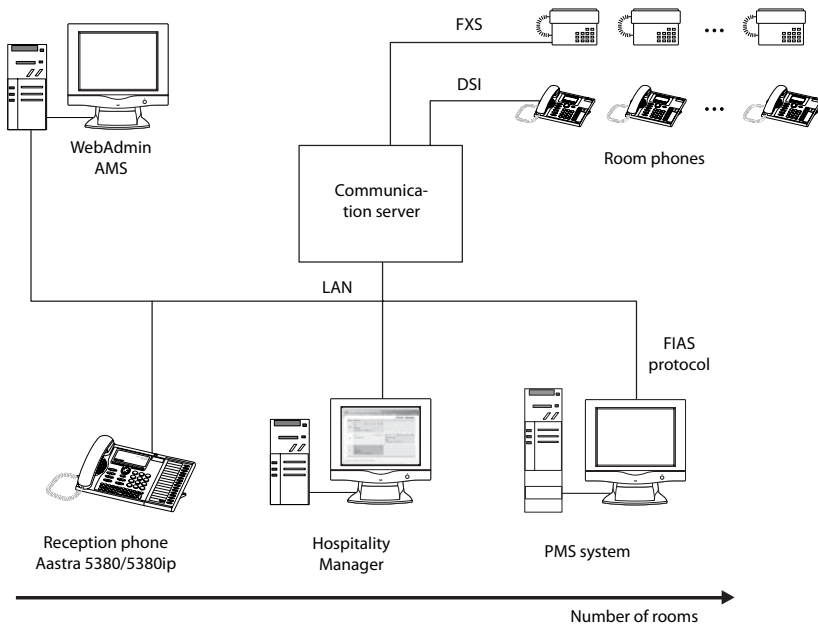 FXS
...
DSI
...
WebAdmin
AMS
Room phones
Communica-
tion server
LAN
FIAS
protocol
Reception phone
Aastra 5380/5380ip
Hospitality
Manager
PMS system
Number of rooms